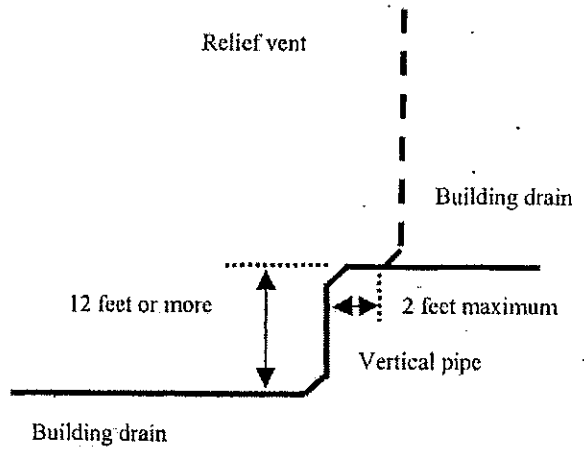 Relief vent
Building drain
12 feet or more
2 feet maximum
Vertical pipe
Building drain